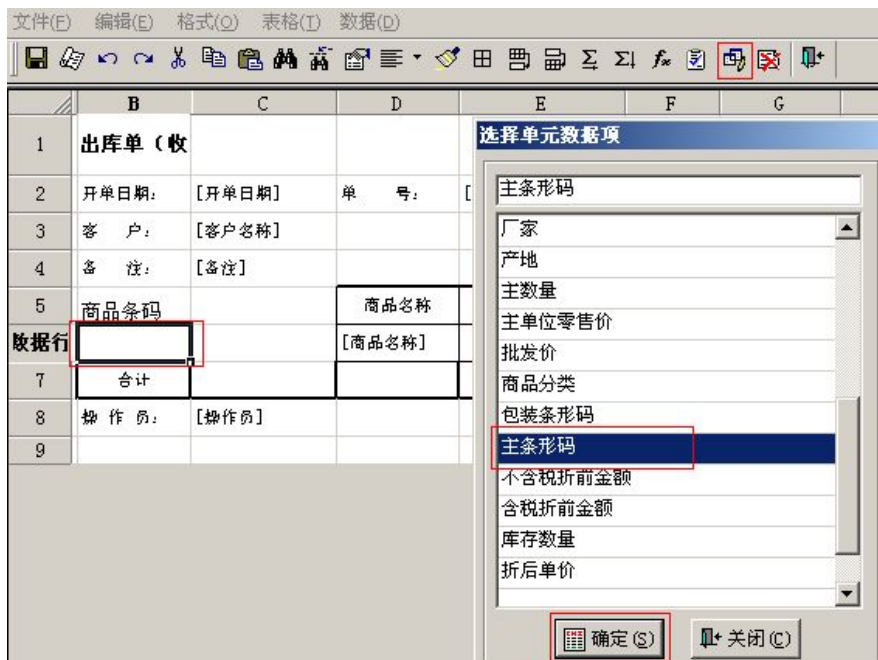 文件(F) 编辑(E) 格式(O) 表格(T) 数据(D)
B C D E F G
1 出库单（收
2 开单日期: [开单日期] 单 号: [
3 客 户: [客户名称]
4 备 注: [备注]
5 商品条码 商品名称
数据行 [商品名称]
7 合计
8 操 作 员: [操作员]
9
选择单元数据项
主条形码
厂家
产地
主数量
主单位零售价
批发价
商品分类
包装条形码
主条形码
不含税折前金额
含税折前金额
库存数量
折后单价
确定(S) 关闭(C)